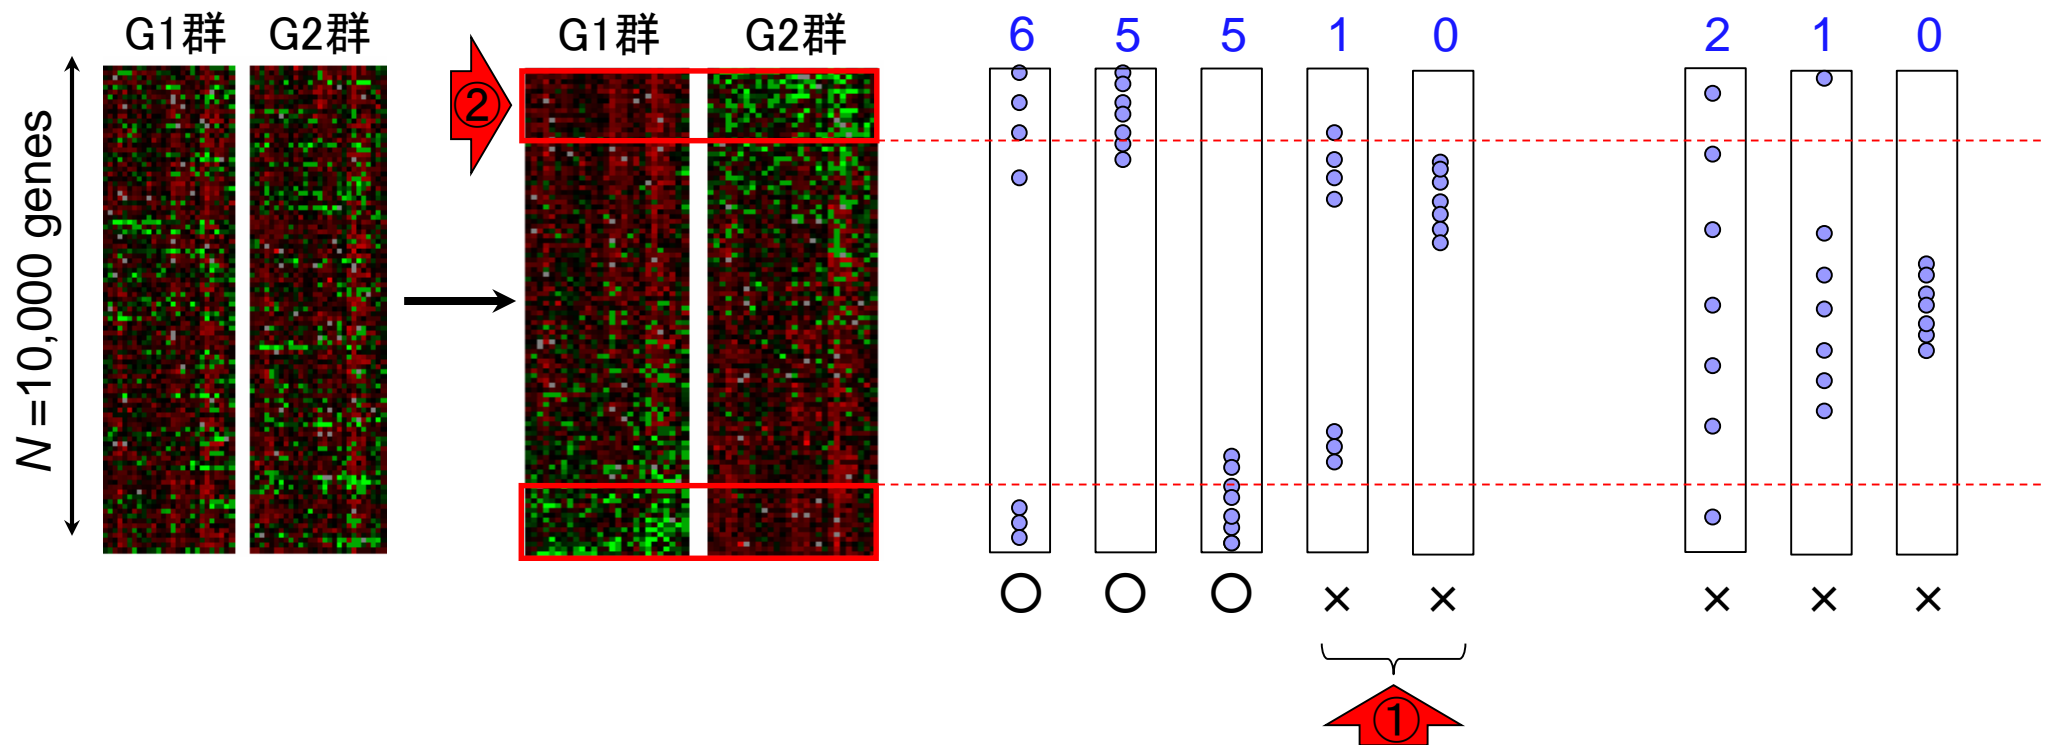 G1群 G2群
G1群 G2群
6 5 5 1 0
2 1 0
②
N =10,000 genes
○ ○ ○ × ×
× × ×
①